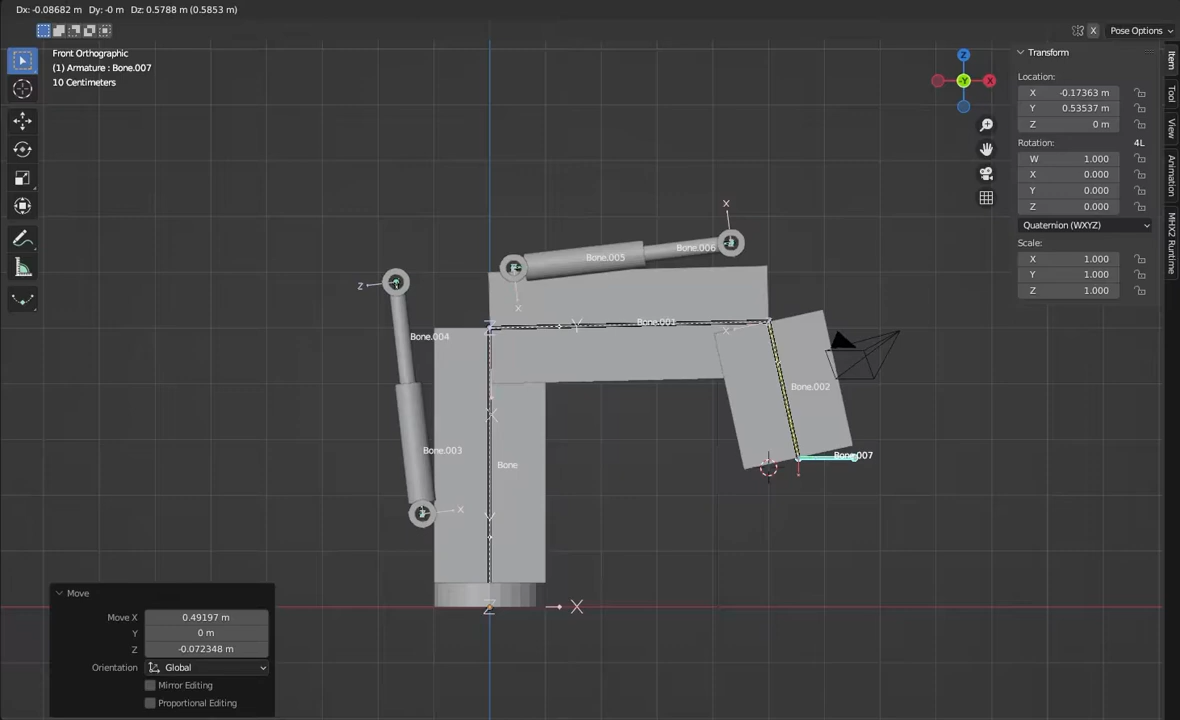 Dx: -0.08682 m Dy: -0 m Dz: 0.5788 m (0.5853 m)
X Pose Options
Front Orthographic
(1) Armature : Bone.007
10 Centimeters
Z
-Y
X
Transform
Location:
X -0.17363 m
Y 0.53537 m
Z 0 m
Rotation: 4L
W 1.000
X 0.000
Y 0.000
Z 0.000
Quaternion (WXYZ)
Scale:
X 1.000
Y 1.000
Z 1.000
Item
Tool
View
Animation
MHX2 Runtime
X
Bone.006
Bone.005
Z
X
Bone.001
Y
Bone.004
X
Bone.002
X
Bone.003
Bone.007
Bone
X
Z X
Move
Move X 0.49197 m
Y 0 m
Z -0.072348 m
Orientation Global
Mirror Editing
Proportional Editing